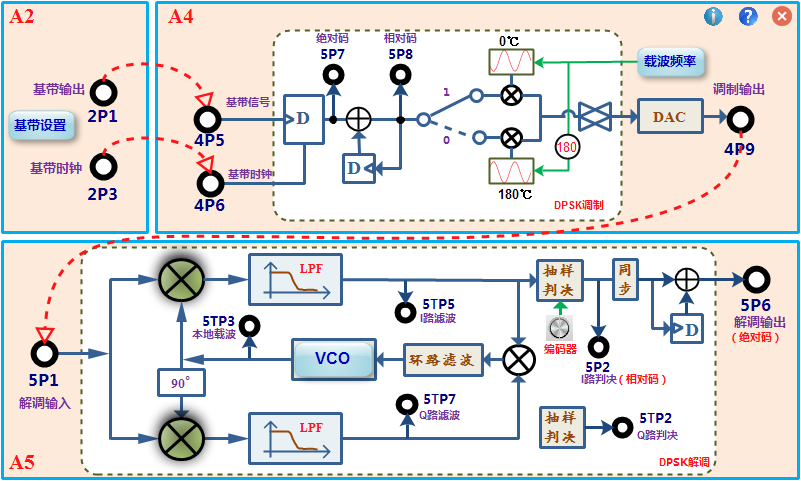 A2
基带输出
2P1
基带设置
基带时钟
2P3
A4
绝对码
5P7
相对码
5P8
0℃
载波频率
基带信号
4P5
D
1
0
180
DAC
调制输出
4P9
基带时钟
4P6
D
180℃
DPSK调制
5P1
解调输入
LPF
5TP3
本地载波
5TP5
I路滤波
VCO
环路滤波
90°
LPF
5TP7
Q路滤波
抽样
判决
同步
编码器
5P2
I路判决（相对码）
D
5P6
解调输出
（绝对码）
抽样
判决
5TP2
Q路判决
DPSK解调
A5